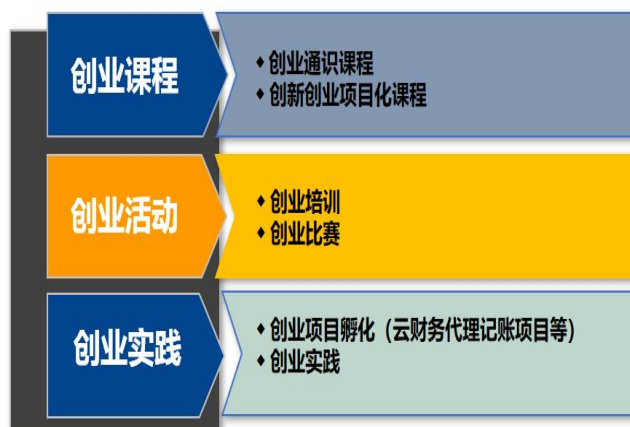 创业课程
◆ 创业通识课程
◆ 创新创业项目化课程
创业活动
◆ 创业培训
◆ 创业比赛
创业实践
◆ 创业项目孵化（云财务代理记账项目等）
◆ 创业实践